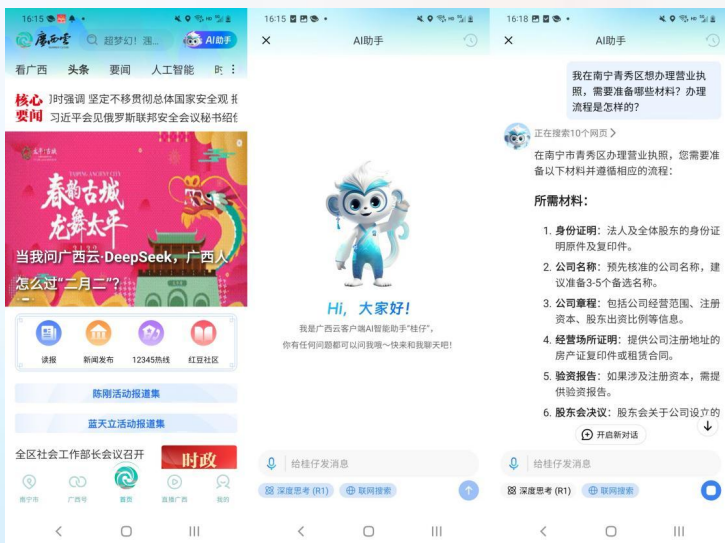 16:15
广西云
超梦幻！漫...
AI助手
看广西 头条 要闻 人工智能
核心
要闻
时强调 坚定不移贯彻总体国家安全观
习近平会见俄罗斯联邦安全会议秘书绍
太平古城
TAIPING ANCIENT CITY
春韵古城
龙舞太平
当我问广西云·DeepSeek，广西人
怎么过“二月二”？
读报 新闻发布 12345热线 红豆社区
陈刚活动报道集
蓝天立活动报道集
全区社会工作部长会议召开
时政
南宁市 广西号 首页 直播广西 我的
16:15
AI助手
Hi，大家好！
我是广西云客户端AI智能助手“桂仔”，
你有任何问题都可以问我哦～快来和我聊天吧！
给桂仔发消息
深度思考 (R1) 联网搜索
16:18
AI助手
我在南宁青秀区想办理营业执
照，需要准备哪些材料？办理
流程是怎样的？
正在搜索10个网页
在南宁市青秀区办理营业执照，您需要准
备以下材料并遵循相应的流程：
所需材料：
1. 身份证明：法人及全体股东的身份证
明原件及复印件。
2. 公司名称：预先核准的公司名称，建
议准备3-5个备选名称。
3. 公司章程：包括公司经营范围、注册
资本、股东出资比例等信息。
4. 经营场所证明：提供公司注册地址的
房产证复印件或租赁合同。
5. 验资报告：如果涉及注册资本，需提
供验资报告。
6. 股东会决议：股东会关于公司设立的
开启新对话
给桂仔发消息
深度思考 (R1) 联网搜索